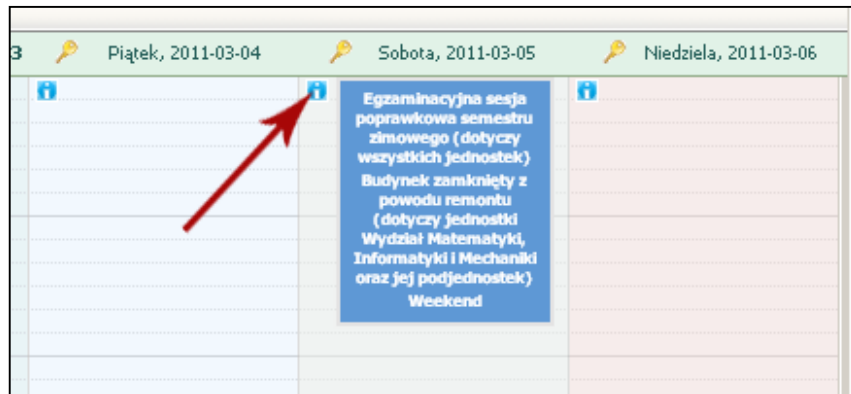 3 Piątek, 2011-03-04 Sobota, 2011-03-05 Niedziela, 2011-03-06
Egzaminacyjna sesja
poprawkowa semestru
zimowego (dotyczy
wszystkich jednostek)
Budynek zamknięty z
powodu remontu
(dotyczy jednostki
Wydział Matematyki,
Informatyki i Mechaniki
oraz jej podjednostek)
Weekend